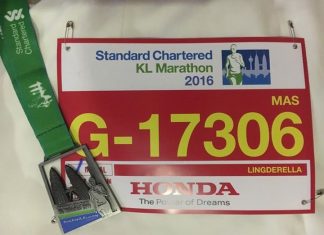 Standard
Chartered
Standard Chartered
KL Marathon
2016
MAS
G-17306
LINGDERELLA
HONDA
The Power of Dreams